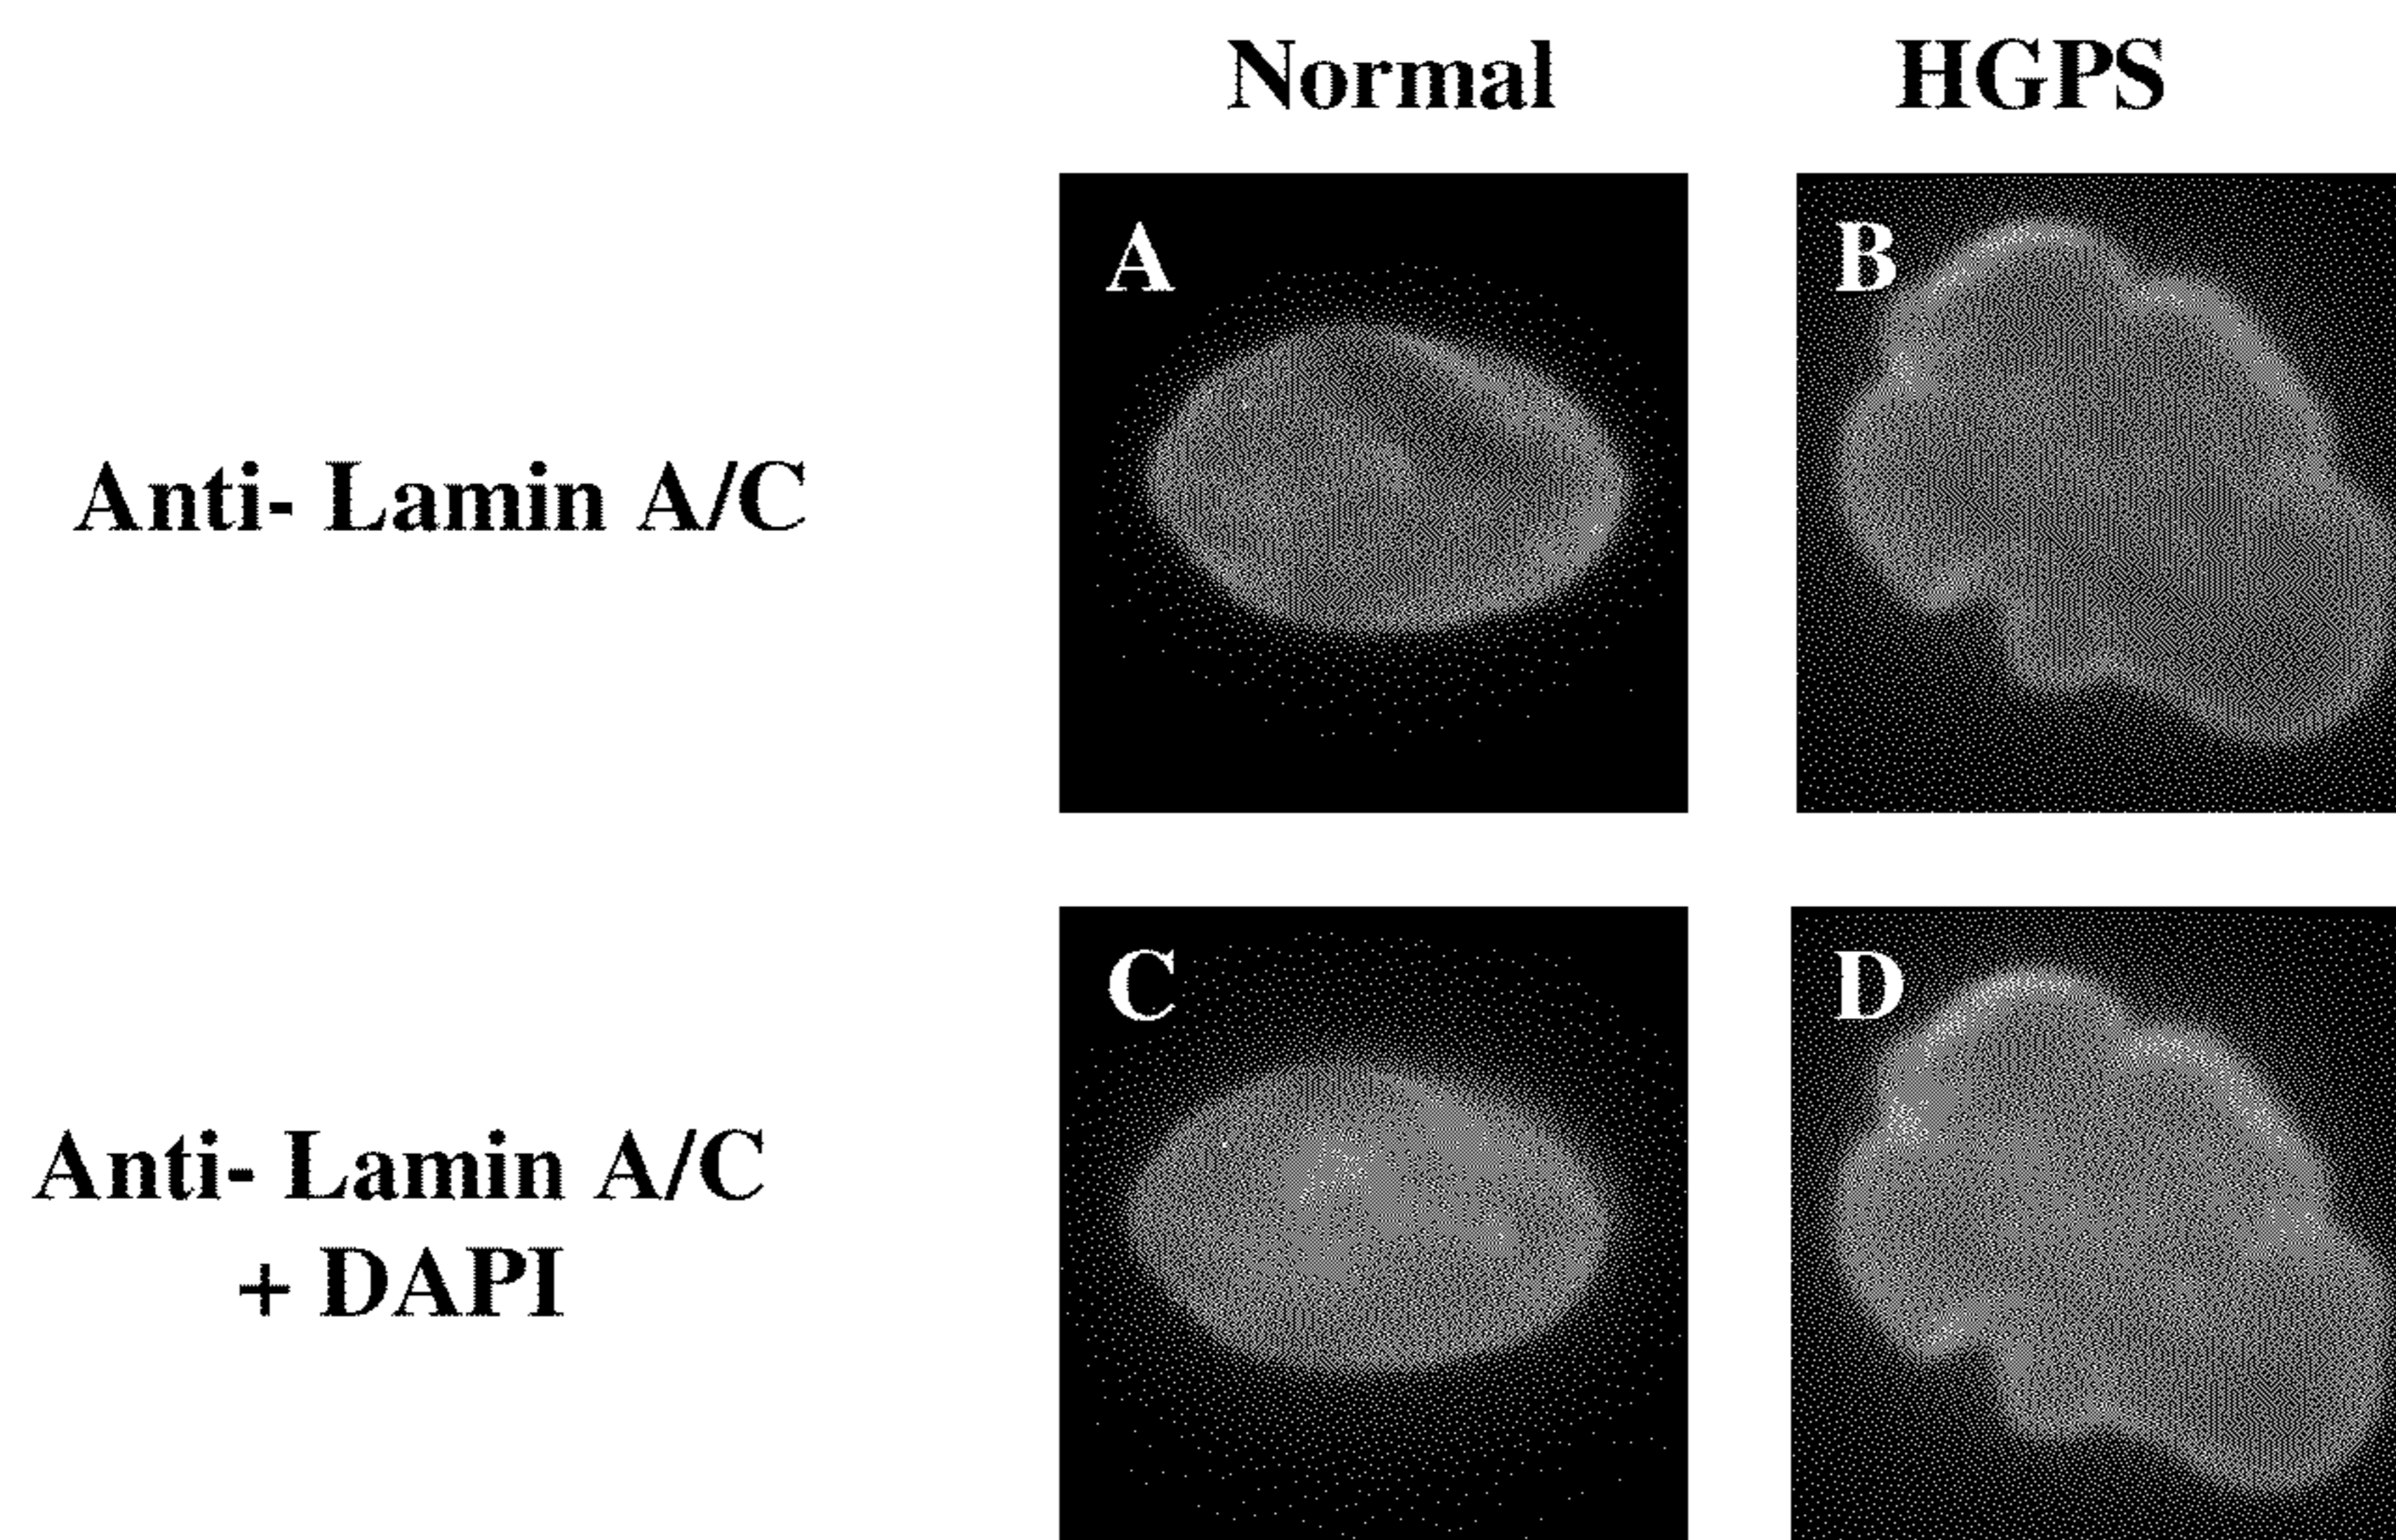 Normal HGPS
A B
Anti- Lamin A/C
C D
Anti- Lamin A/C
+ DAPI